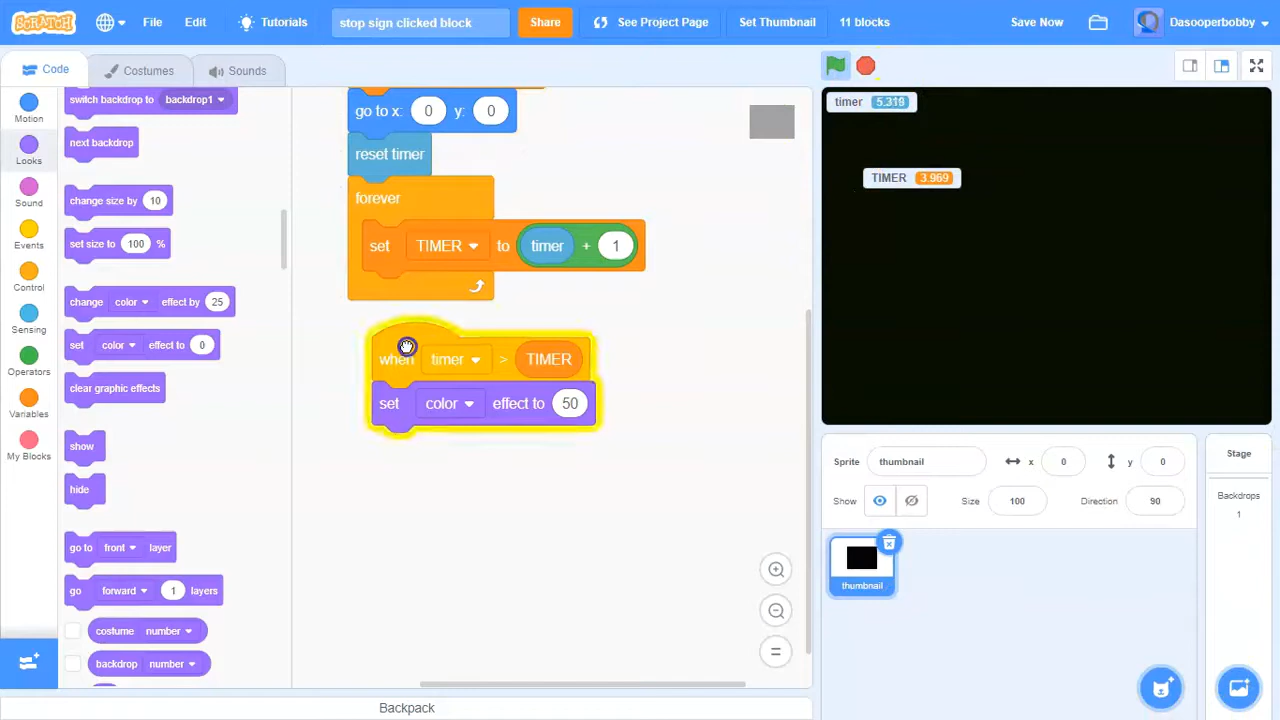 SCRATCH File Edit Tutorials stop sign clicked block Share See Project Page Set Thumbnail 11 blocks Save Now Dasooperbobby
Code Costumes Sounds
Motion
Looks
Sound
Events
Control
Sensing
Operators
Variables
My Blocks
switch backdrop to backdrop1
next backdrop
change size by 10
set size to 100 %
change color effect by 25
set color effect to 0
clear graphic effects
show
hide
go to front layer
go forward 1 layers
costume number
backdrop number
go to x: 0 y: 0
reset timer
forever
set TIMER to timer + 1
when timer > TIMER
set color effect to 50
Backpack
timer 5.319
TIMER 3.969
Sprite thumbnail x 0 y 0
Show Size 100 Direction 90
thumbnail
Stage
Backdrops
1